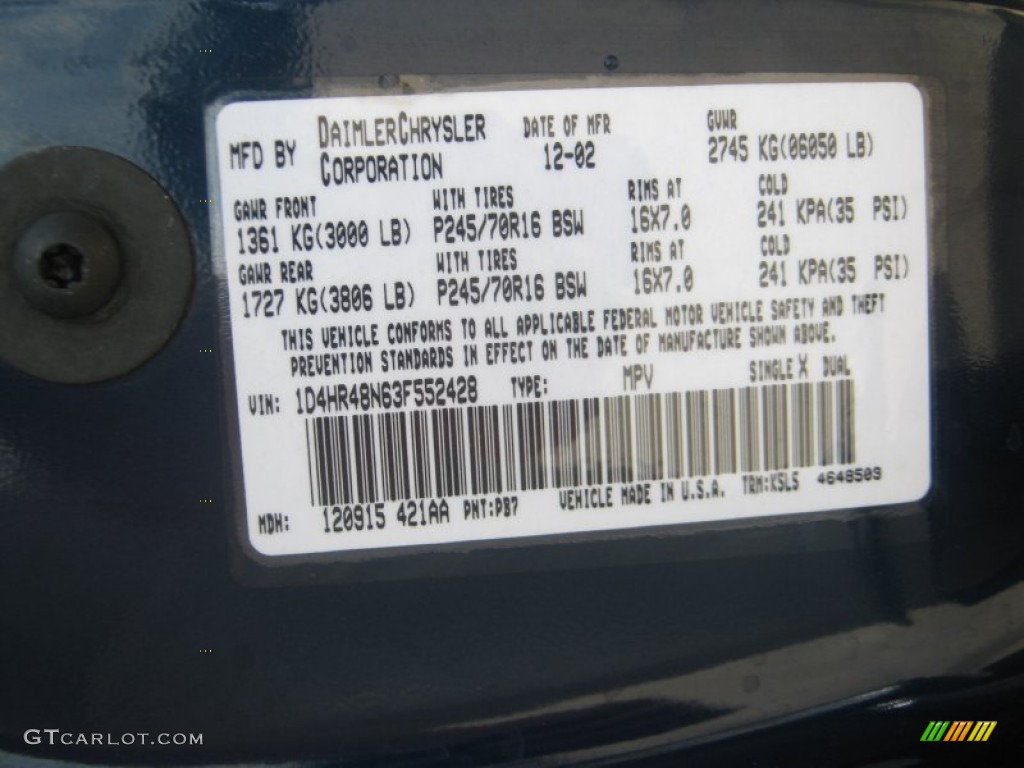 MFD BY DAIMLERCHRYSLER CORPORATION
DATE OF MFR 12-02
GVWR 2745 KG(06050 LB)
GAWR FRONT WITH TIRES RIMS AT COLD
1361 KG(3000 LB) P245/70R16 BSW 16X7.0 241 KPA(35 PSI)
GAWR REAR WITH TIRES RIMS AT COLD
1727 KG(3806 LB) P245/70R16 BSW 16X7.0 241 KPA(35 PSI)
THIS VEHICLE CONFORMS TO ALL APPLICABLE FEDERAL MOTOR VEHICLE SAFETY AND THEFT
PREVENTION STANDARDS IN EFFECT ON THE DATE OF MANUFACTURE SHOWN ABOVE.
VIN: 1D4HR48N63F552428 TYPE: MPV SINGLE X DUAL
MDH: 120915 421AA PNT:PB7 VEHICLE MADE IN U.S.A. TRM:K5L5 4648509
GTCARLOT.COM